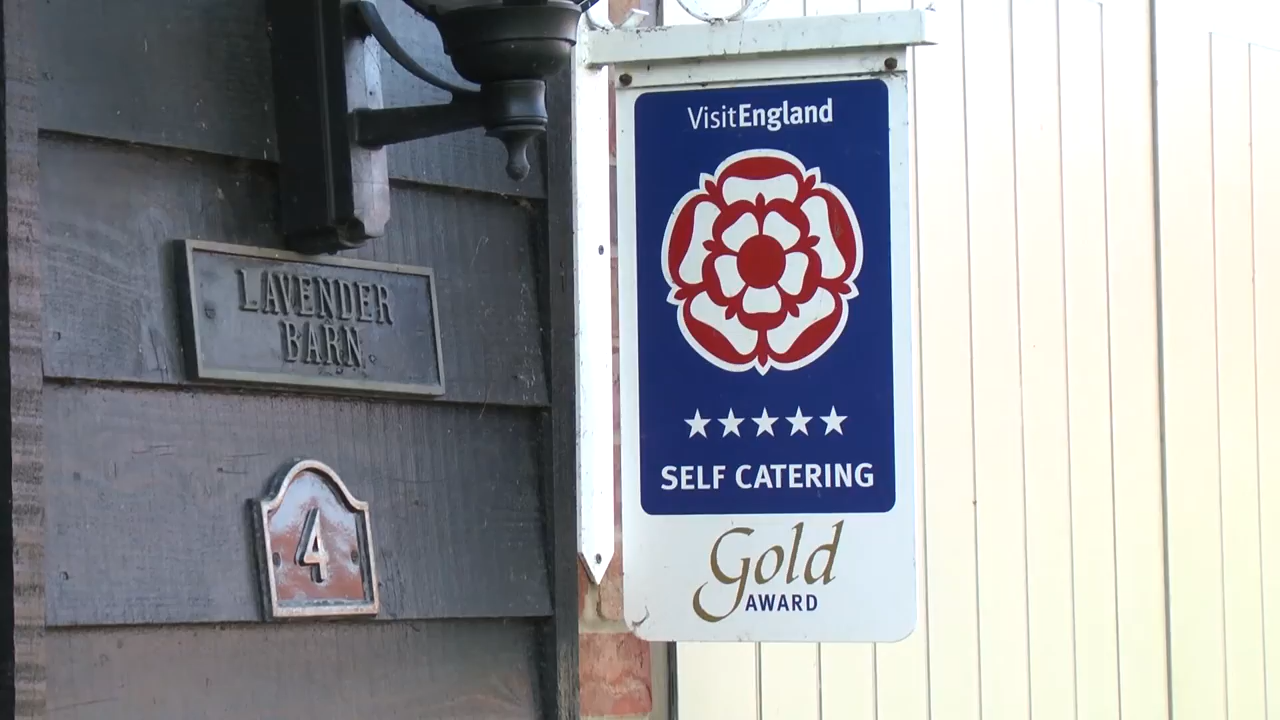 LAVENDER
BARN
4
VisitEngland
SELF CATERING
Gold
AWARD